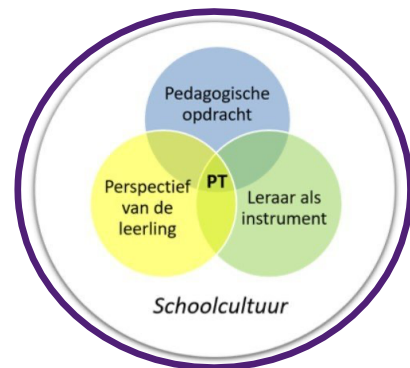 Pedagogische
opdracht
PT
Perspectief
van de
leerling
Leraar als
instrument
Schoolcultuur